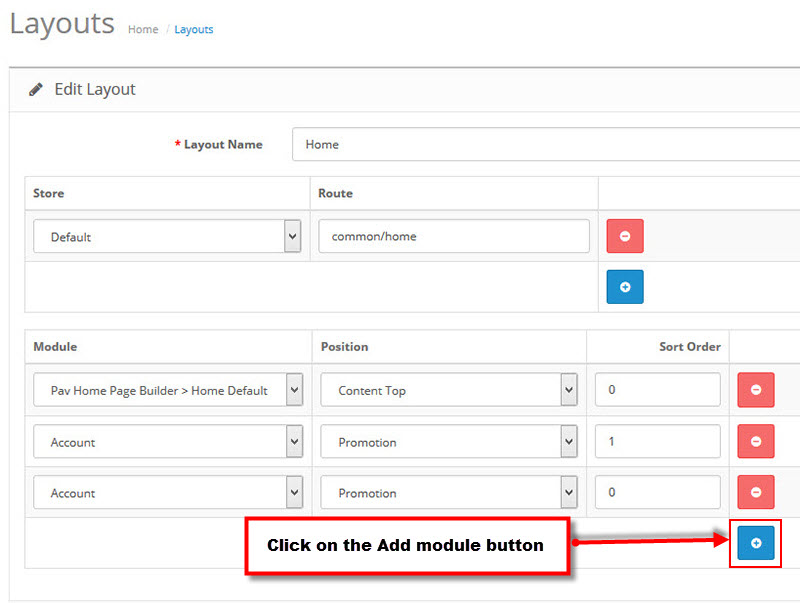 Layouts Home / Layouts
Edit Layout
* Layout Name Home
Store Route
Default common/home
Module Position Sort Order
Pav Home Page Builder > Home Default Content Top 0
Account Promotion 1
Account Promotion 0
Click on the Add module button